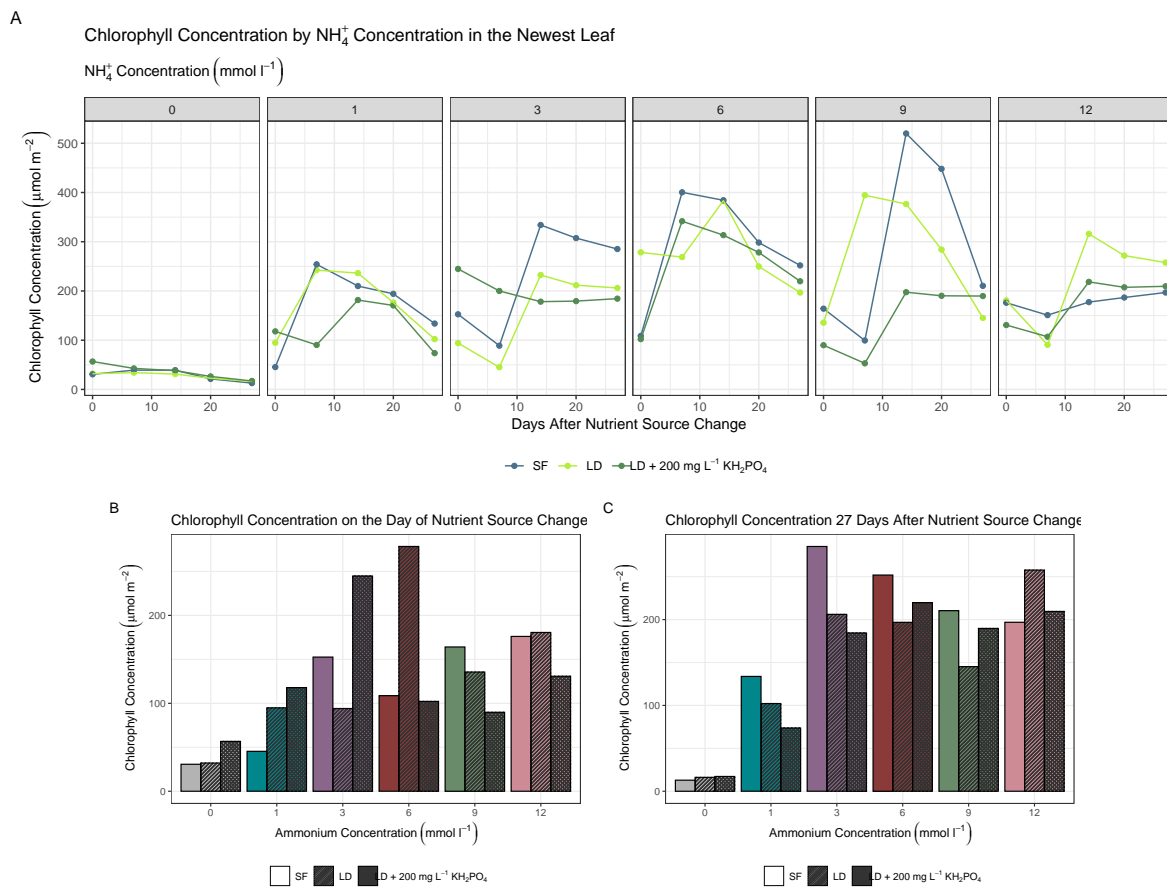 A
Chlorophyll Concentration by NH₄⁺ Concentration in the Newest Leaf
NH₄⁺ Concentration (mmol l⁻¹)
0 1 3 6 9 12
Chlorophyll Concentration (μmol m⁻²)
500
400
300
200
100
0
0 10 20 0 10 20 0 10 20 0 10 20 0 10 20 0 10 20
Days After Nutrient Source Change
SF LD LD + 200 mg L⁻¹ KH₂PO₄
B
Chlorophyll Concentration on the Day of Nutrient Source Change
Chlorophyll Concentration (μmol m⁻²)
200
100
0
0 1 3 6 9 12
Ammonium Concentration (mmol l⁻¹)
SF LD LD + 200 mg L⁻¹ KH₂PO₄
C
Chlorophyll Concentration 27 Days After Nutrient Source Change
Chlorophyll Concentration (μmol m⁻²)
200
100
0
0 1 3 6 9 12
Ammonium Concentration (mmol l⁻¹)
SF LD LD + 200 mg L⁻¹ KH₂PO₄